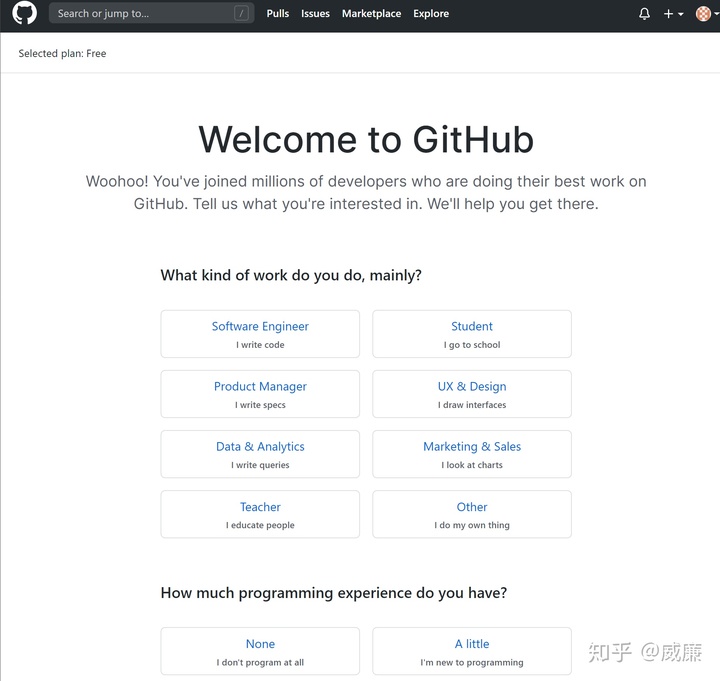 Search or jump to... /
Pulls Issues Marketplace Explore
Selected plan: Free
Welcome to GitHub
Woohoo! You've joined millions of developers who are doing their best work on
GitHub. Tell us what you're interested in. We'll help you get there.
What kind of work do you do, mainly?
Software Engineer
I write code
Student
I go to school
Product Manager
I write specs
UX & Design
I draw interfaces
Data & Analytics
I write queries
Marketing & Sales
I look at charts
Teacher
I educate people
Other
I do my own thing
How much programming experience do you have?
None
I don't program at all
A little
I'm new to programming
知乎 @威廉